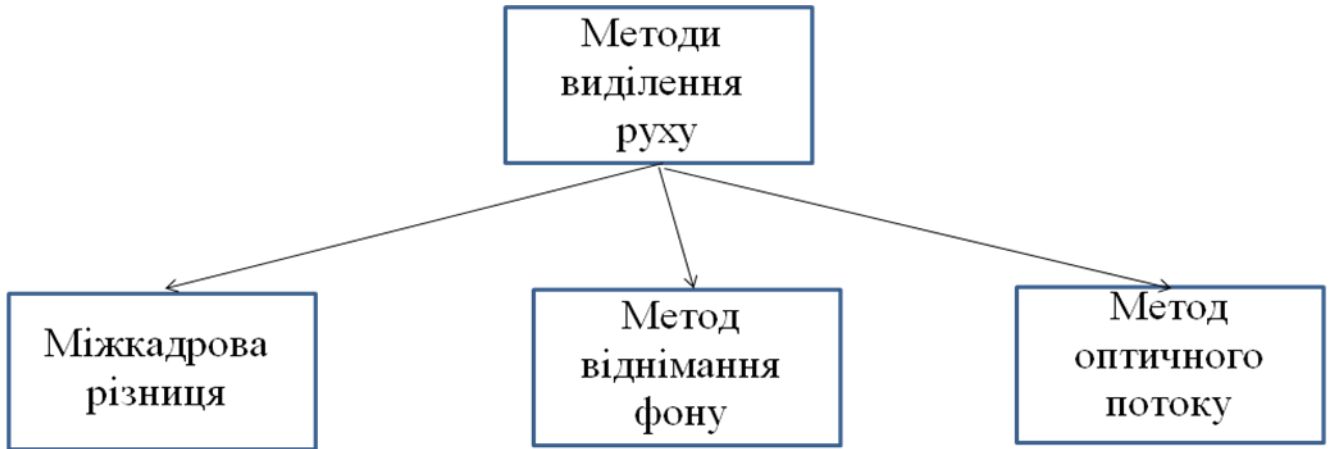 Методи
виділення
руху
Міжкадрова
різниця
Метод
віднімання
фону
Метод
оптичного
потоку